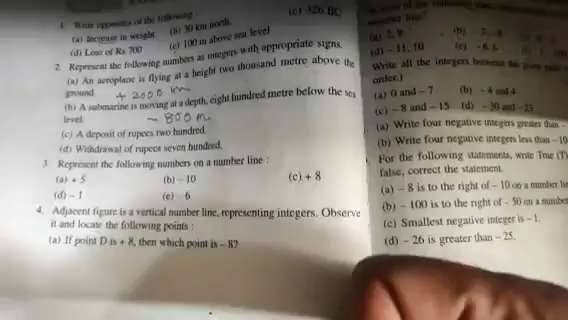 1. Write opposites of the following :
(a) Increase in weight (b) 30 km north (c) 326 BC
(d) Loss of Rs 700 (e) 100 m above sea level
2. Represent the following numbers as integers with appropriate signs.
(a) An aeroplane is flying at a height two thousand metre above the
ground. + 2000 Km
(b) A submarine is moving at a depth, eight hundred metre below the sea
level. - 800 m
(c) A deposit of rupees two hundred.
(d) Withdrawal of rupees seven hundred.
3. Represent the following numbers on a number line :
(a) + 5 (b) - 10 (c) + 8
(d) - 1 (e) - 6
4. Adjacent figure is a vertical number line, representing integers. Observe
it and locate the following points :
(a) If point D is + 8, then which point is - 8?
number line?
(a) 2, 9 (b)
(d) - 11, 10 (e) - 6, 6
Write all the integers between the given
order.)
(a) 0 and - 7 (b) - 4 and 4
(c) - 8 and - 15 (d) - 30 and - 23
(a) Write four negative integers greater than -
(b) Write four negative integers less than - 10
For the following statements, write True (T)
false, correct the statement
(a) - 8 is to the right of - 10 on a number line
(b) - 100 is to the right of - 50 on a number
(c) Smallest negative integer is - 1.
(d) - 26 is greater than - 25.